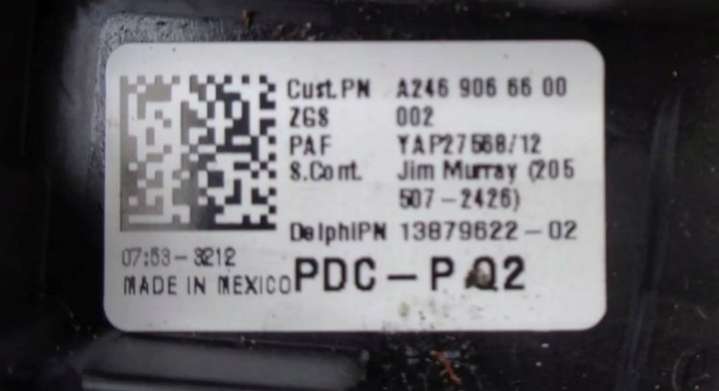 Cust.PN A246 906 66 00
ZGS 002
PAF YAP27568/12
S.Cont. Jim Murray (205
507-2426)
DelphiPN 13879622-02
07:53-3212
MADE IN MEXICO PDC-P Q2